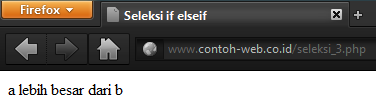 Firefox
Seleksi if elseif
www.contoh-web.co.id/seleksi_3.php
a lebih besar dari b